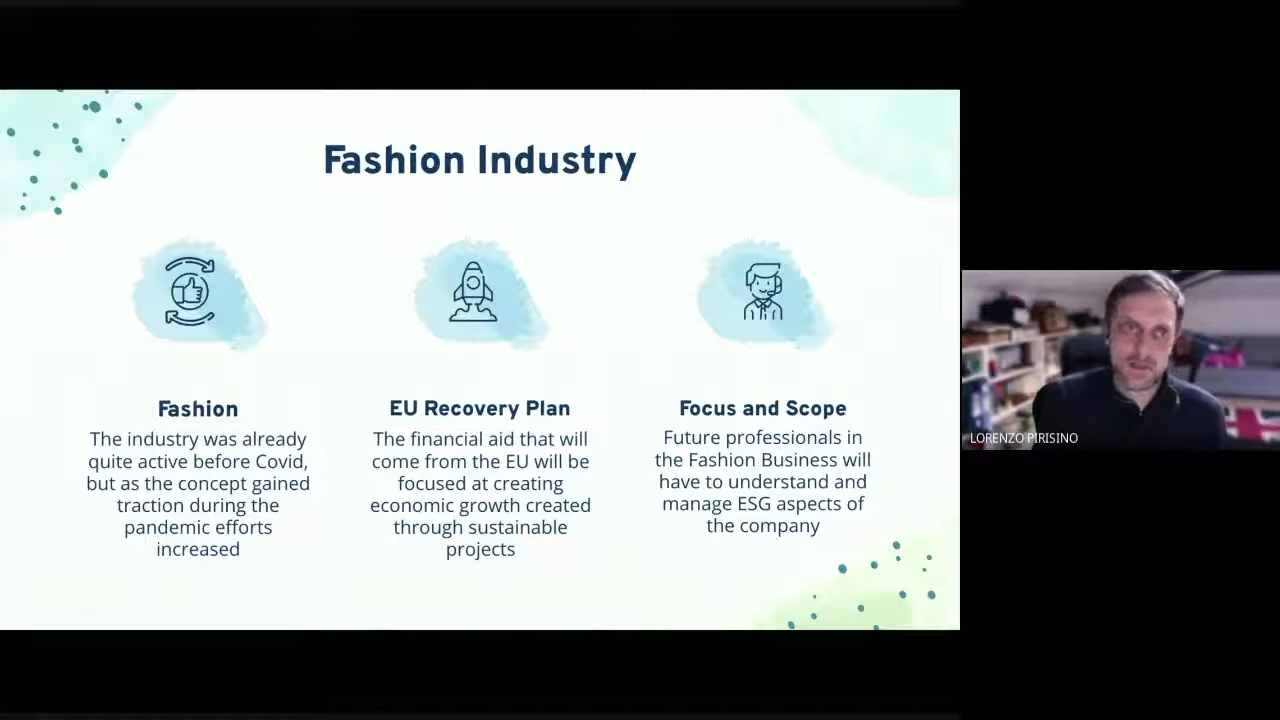 Fashion Industry
Fashion
The industry was already
quite active before Covid,
but as the concept gained
traction during the
pandemic efforts
increased
EU Recovery Plan
The financial aid that will
come from the EU will be
focused at creating
economic growth created
through sustainable
projects
Focus and Scope
Future professionals in
the Fashion Business will
have to understand and
manage ESG aspects of
the company
LORENZO PIRISINO